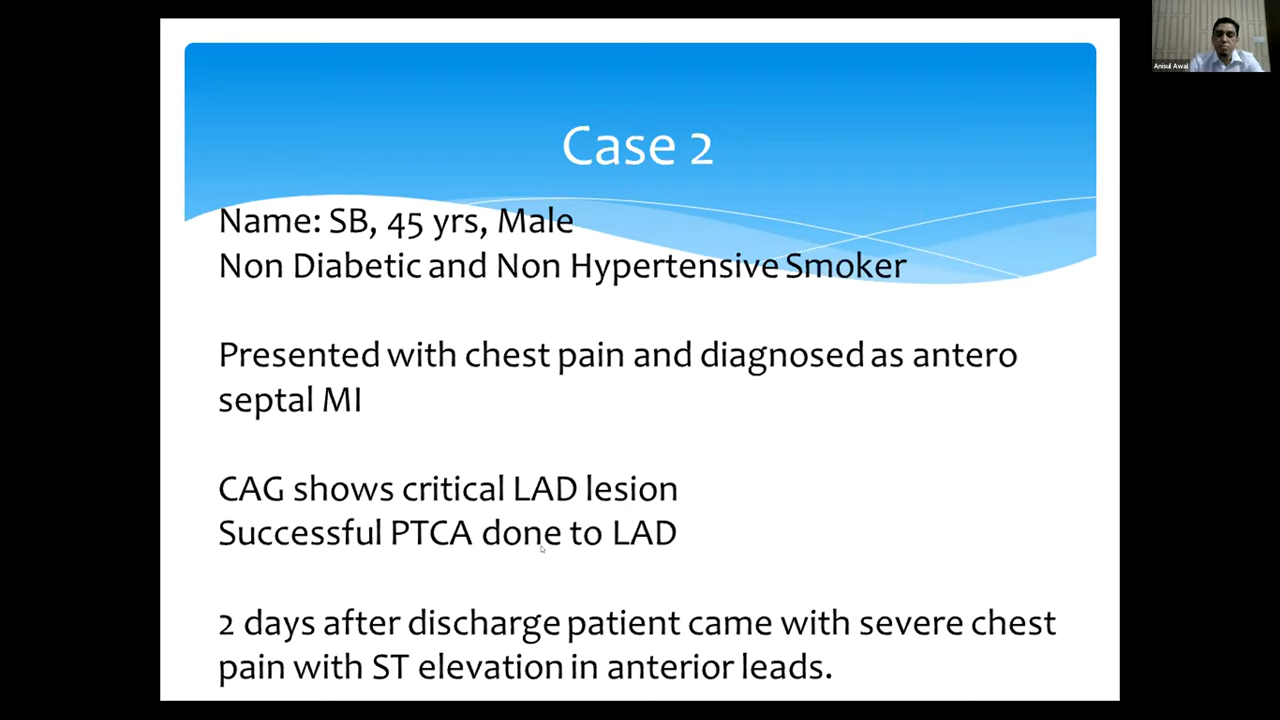 Case 2
Name: SB, 45 yrs, Male
Non Diabetic and Non Hypertensive Smoker
Presented with chest pain and diagnosed as antero
septal MI
CAG shows critical LAD lesion
Successful PTCA done to LAD
2 days after discharge patient came with severe chest
pain with ST elevation in anterior leads.
Anisul Awal